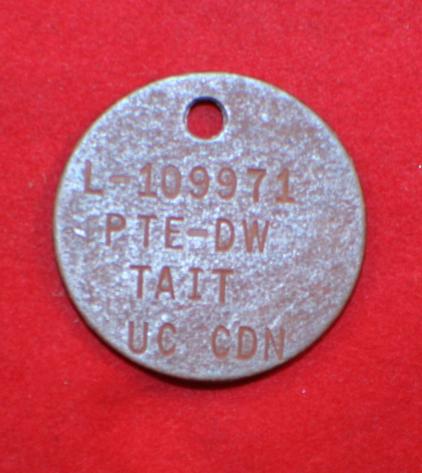 L-109971
PTE-DW
TAIT
UC CDN